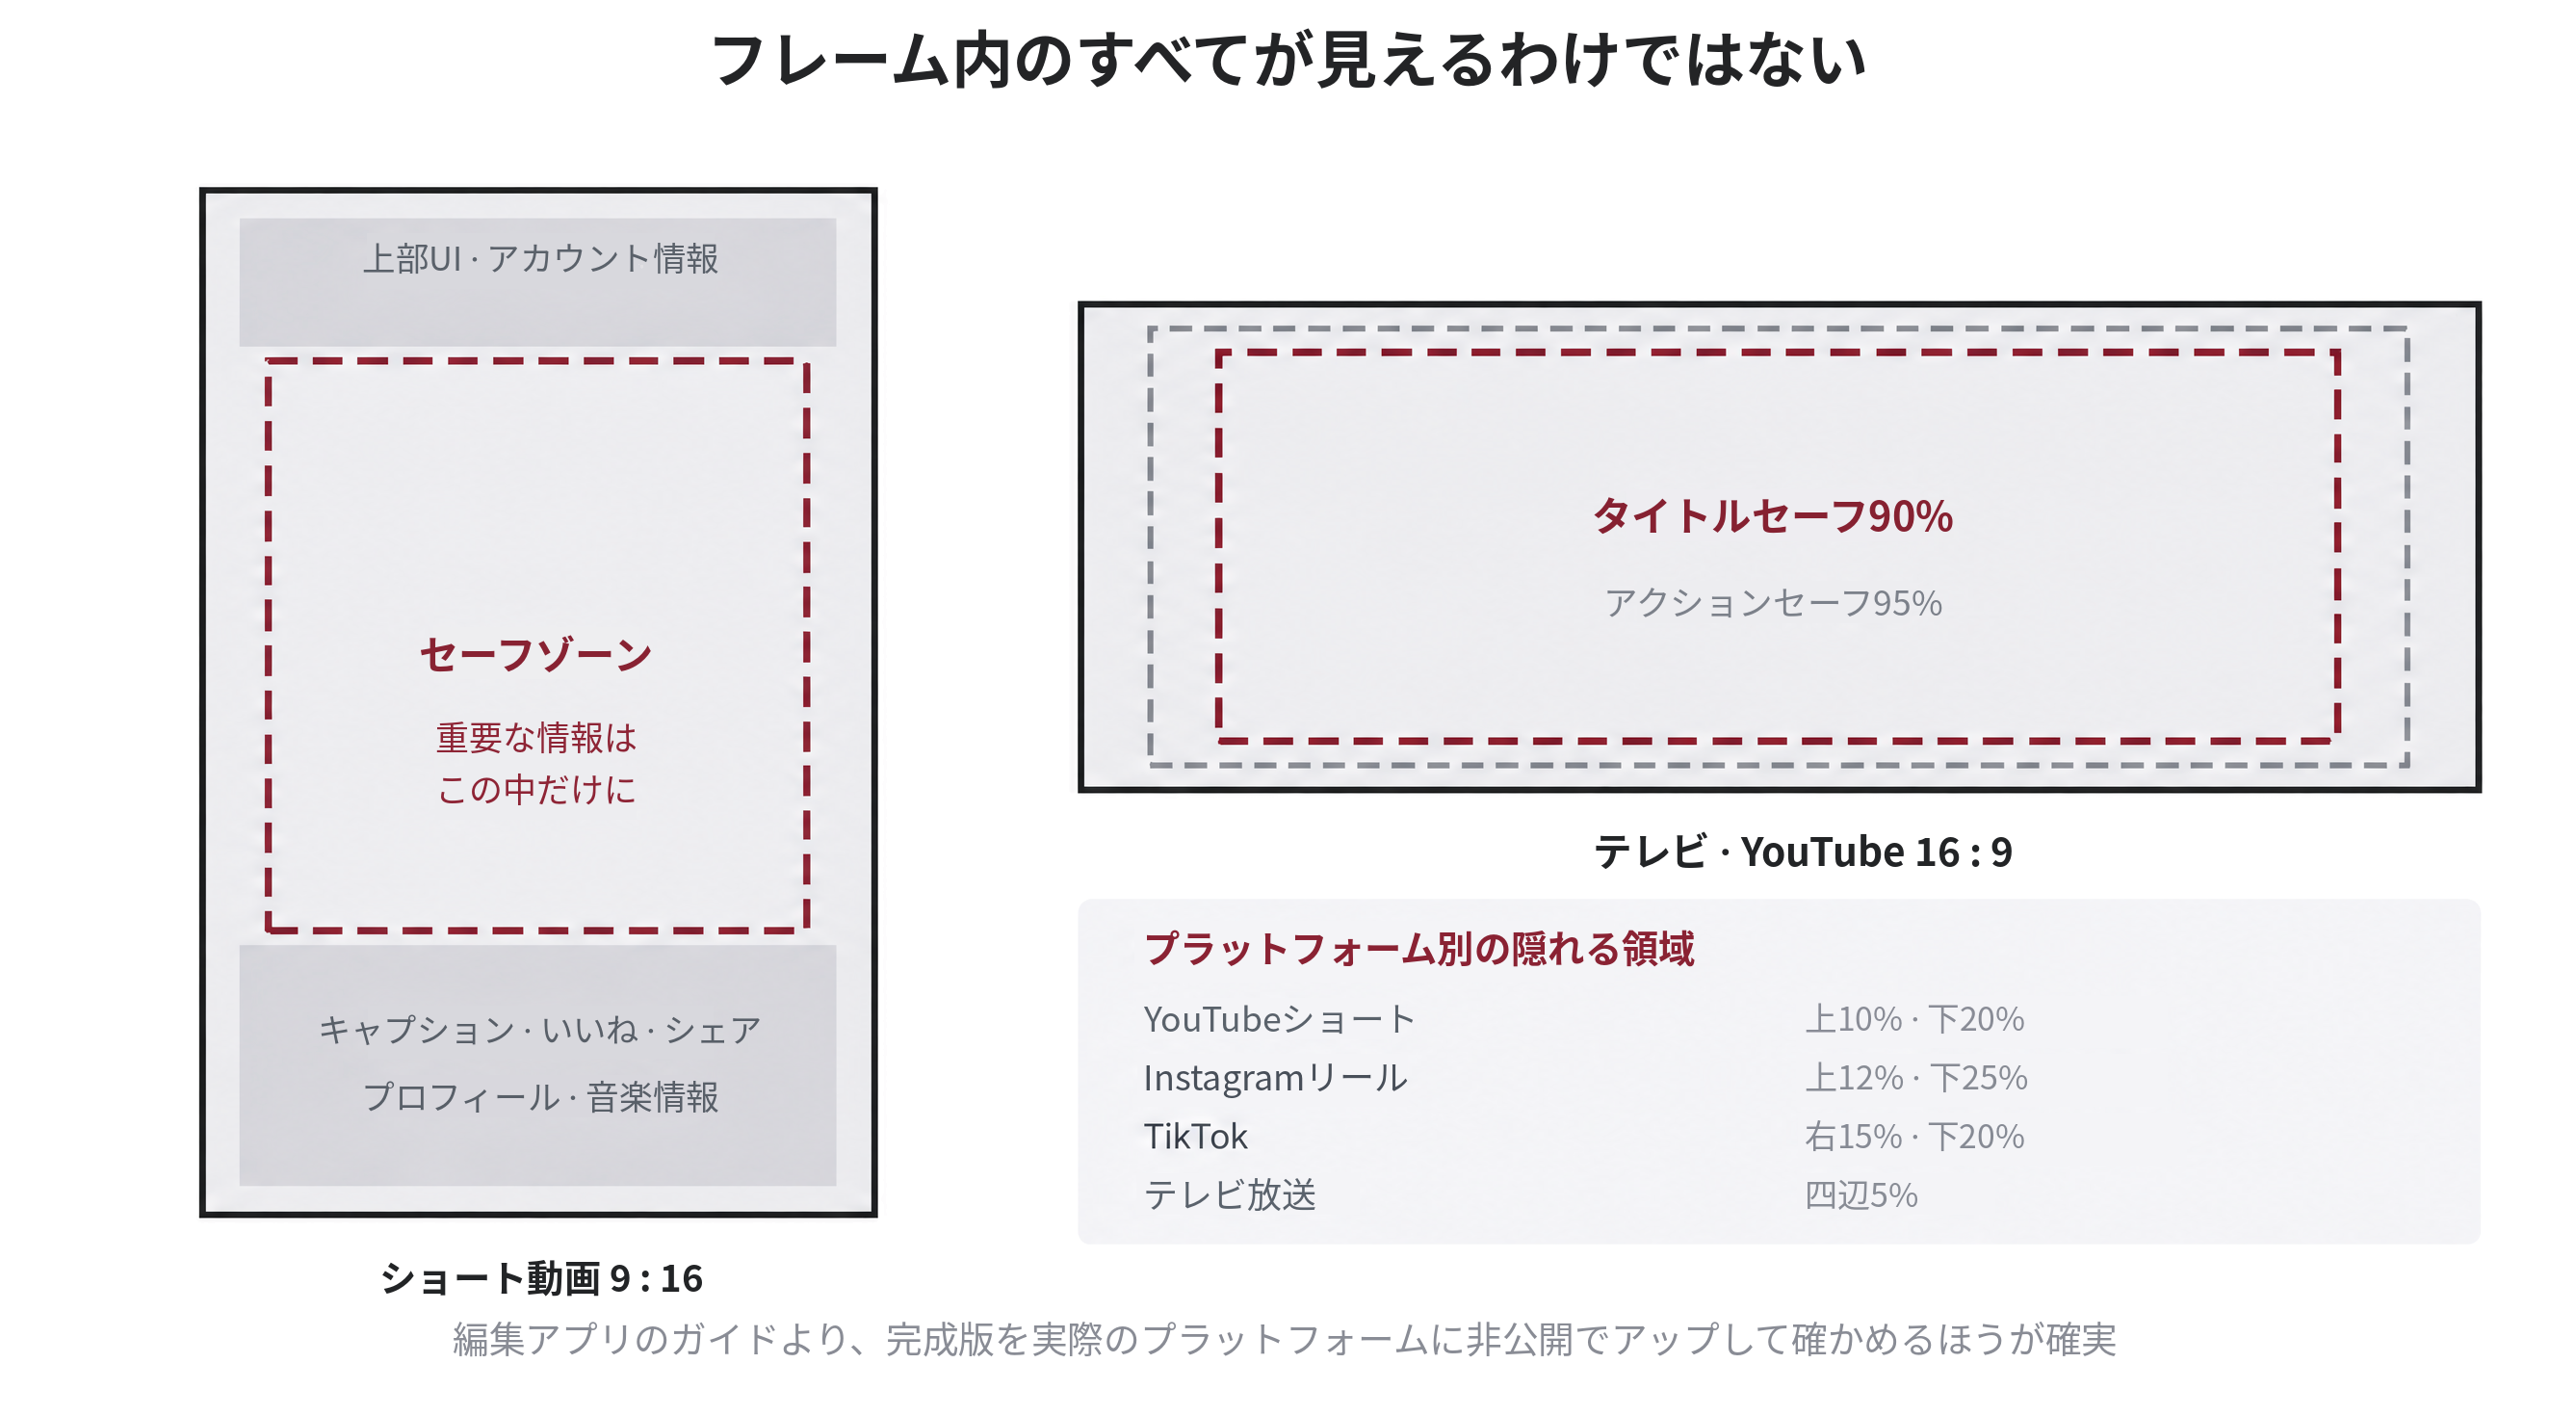 フレーム内のすべてが見えるわけではない
上部UI · アカウント情報
セーフゾーン
重要な情報は
この中だけに
キャプション · いいね · シェア
プロフィール · 音楽情報
ショート動画 9 : 16
タイトルセーフ90%
アクションセーフ95%
テレビ · YouTube 16 : 9
プラットフォーム別の隠れる領域
YouTubeショート 上10% · 下20%
Instagramリール 上12% · 下25%
TikTok 右15% · 下20%
テレビ放送 四辺5%
編集アプリのガイドより、完成版を実際のプラットフォームに非公開でアップして確かめるほうが確実